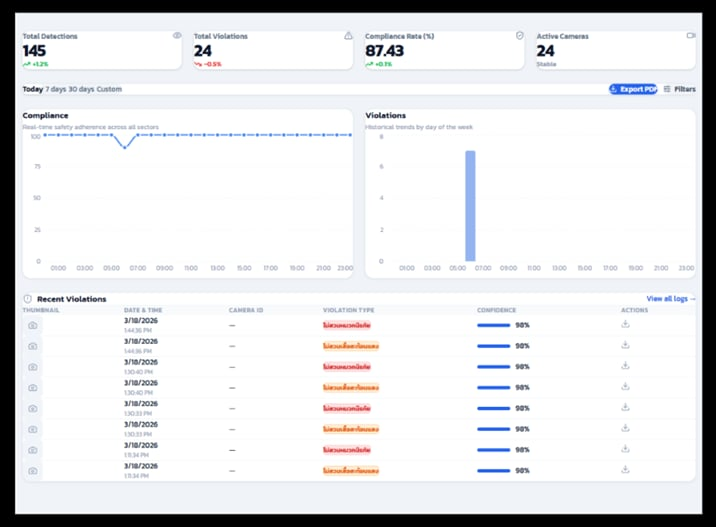 Total Detections
145
+1.2%
Total Violations
24
-0.5%
Compliance Rate (%)
87.43
+0.1%
Active Cameras
24
Stable
Today 7 days 30 days Custom
Export PDF
Filters
Compliance
Real-time safety adherence across all sectors
100
75
50
25
0
01:00 03:00 05:00 07:00 09:00 11:00 13:00 15:00 17:00 19:00 21:00 23:00
Violations
Historical trends by day of the week
8
6
4
2
0
01:00 03:00 05:00 07:00 09:00 11:00 13:00 15:00 17:00 19:00 21:00 23:00
Recent Violations
View all logs →
THUMBNAIL DATE & TIME CAMERA ID VIOLATION TYPE CONFIDENCE ACTIONS
3/18/2026
1:44:36 PM
— ไม่สวมหมวกนิรภัย 98%
3/18/2026
1:44:36 PM
— ไม่สวมเสื้อสะท้อนแสง 98%
3/18/2026
1:30:40 PM
— ไม่สวมหมวกนิรภัย 98%
3/18/2026
1:30:40 PM
— ไม่สวมเสื้อสะท้อนแสง 98%
3/18/2026
1:30:33 PM
— ไม่สวมหมวกนิรภัย 98%
3/18/2026
1:30:33 PM
— ไม่สวมเสื้อสะท้อนแสง 98%
3/18/2026
1:11:34 PM
— ไม่สวมหมวกนิรภัย 98%
3/18/2026
1:11:34 PM
— ไม่สวมเสื้อสะท้อนแสง 98%